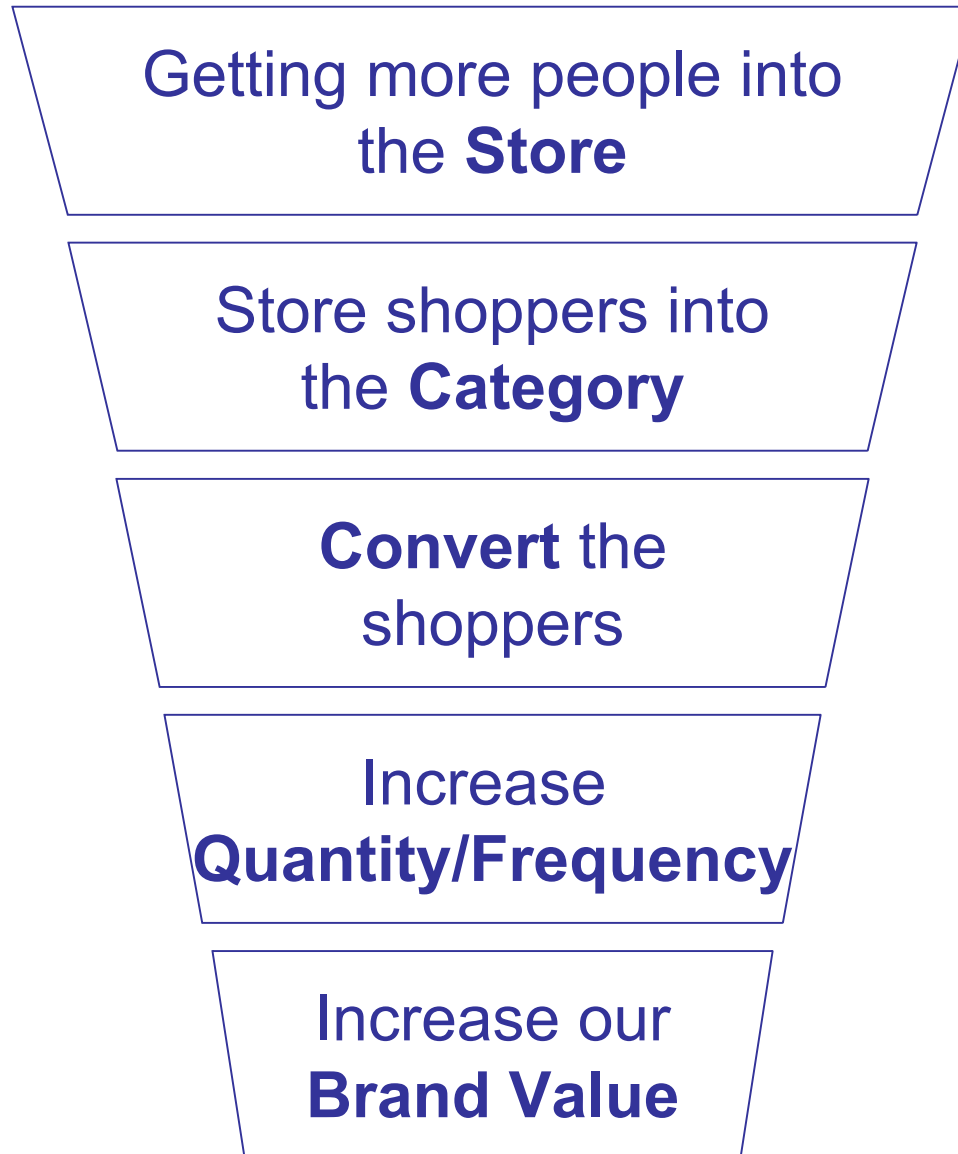 Getting more people into
the Store
Store shoppers into
the Category
Convert the
shoppers
Increase
Quantity/Frequency
Increase our
Brand Value